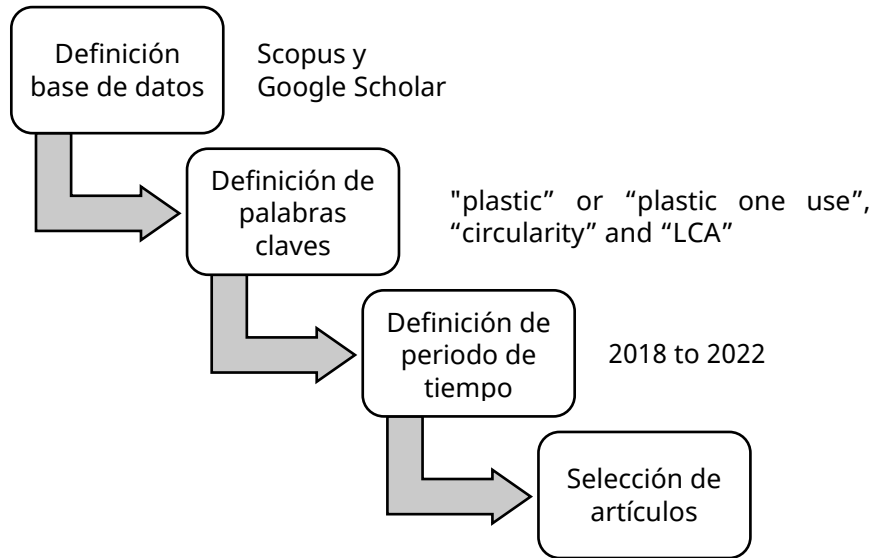 Definición
base de datos
Scopus y
Google Scholar
Definición de
palabras
claves
"plastic” or “plastic one use”,
“circularity” and “LCA”
Definición de
periodo de
tiempo
2018 to 2022
Selección de
artículos